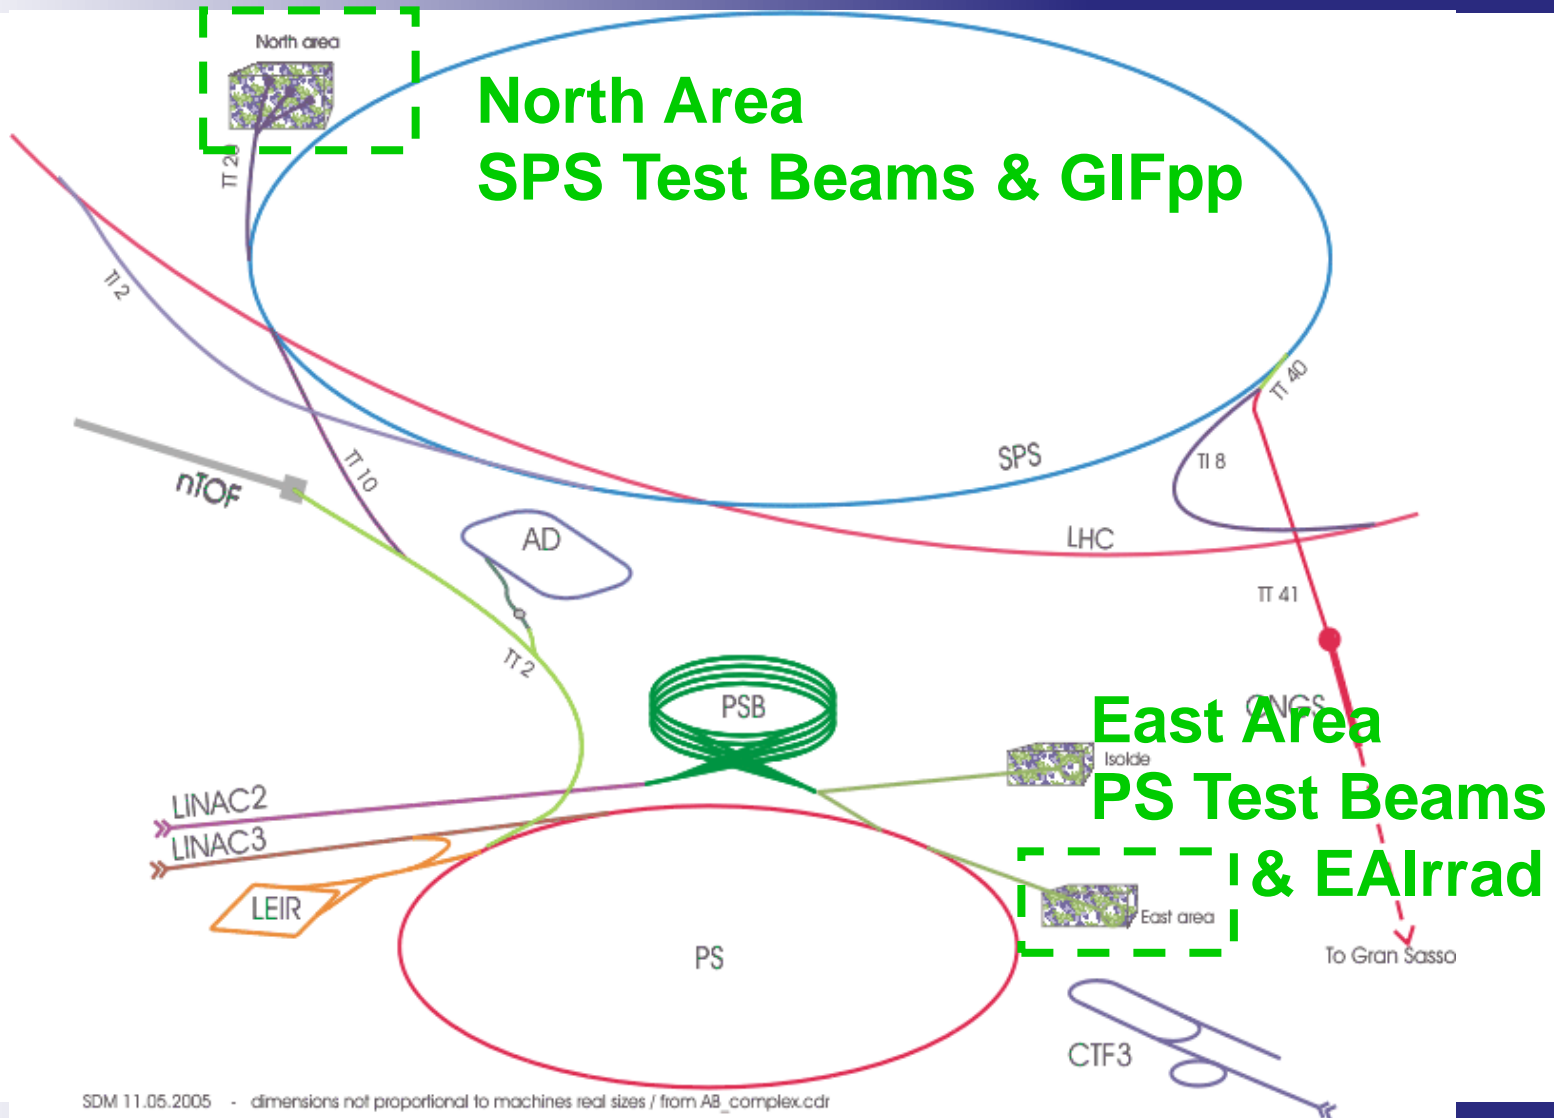 North area
North Area
SPS Test Beams & GIFpp
TT 20
TI 2
TT 40
SPS
TI 8
TT 10
nTOF
AD
LHC
TT 41
TT 2
PSB
CNGS
East Area
Isolde
PS Test Beams
& EAIrrad
LINAC2
LINAC3
LEIR
East area
PS
To Gran Sasso
CTF3
SDM 11.05.2005 - dimensions not proportional to machines real sizes / from AB_complex.cdr